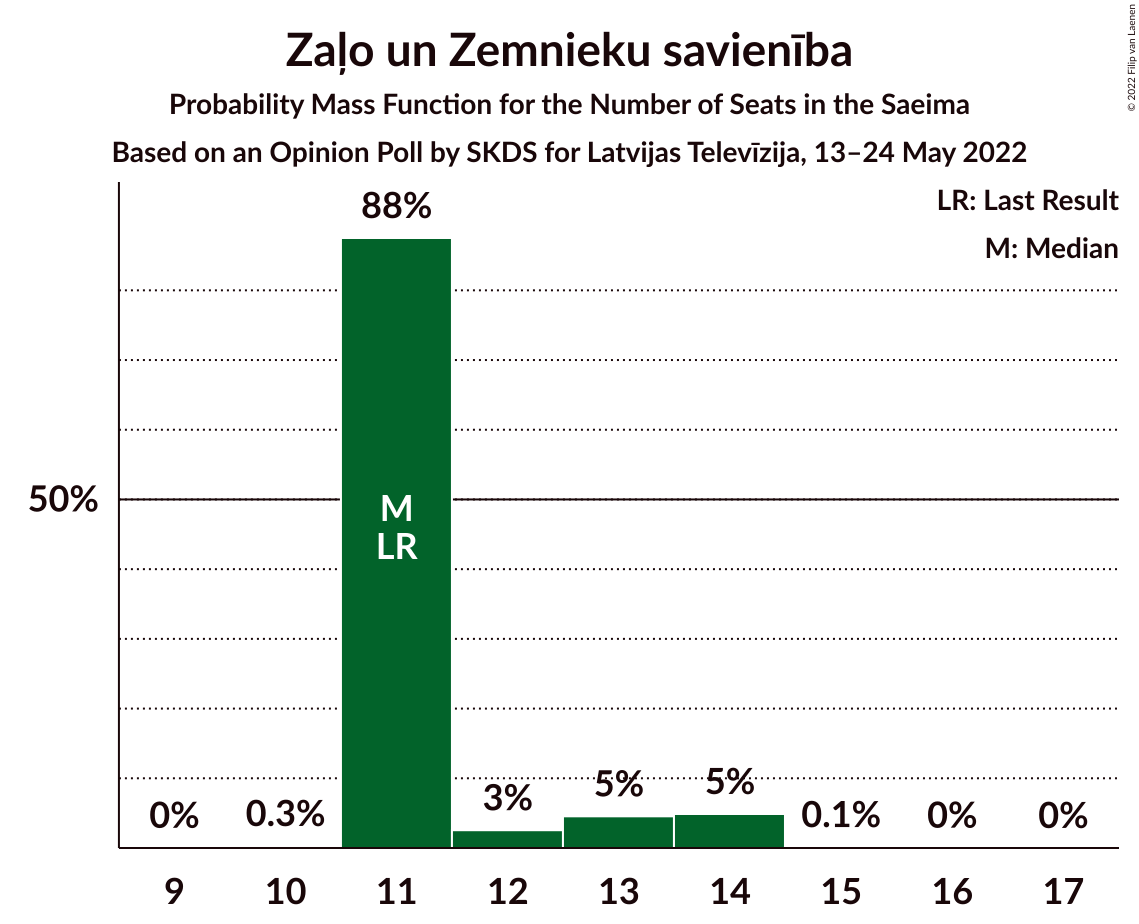 Zaļo un Zemnieku savienība
Probability Mass Function for the Number of Seats in the Saeima
Based on an Opinion Poll by SKDS for Latvijas Televīzija, 13–24 May 2022
© 2022 Filip van Laenen
LR: Last Result
M: Median
50%
0%
0.3%
88%
M
LR
3%
5%
5%
0.1%
0%
0%
9 10 11 12 13 14 15 16 17